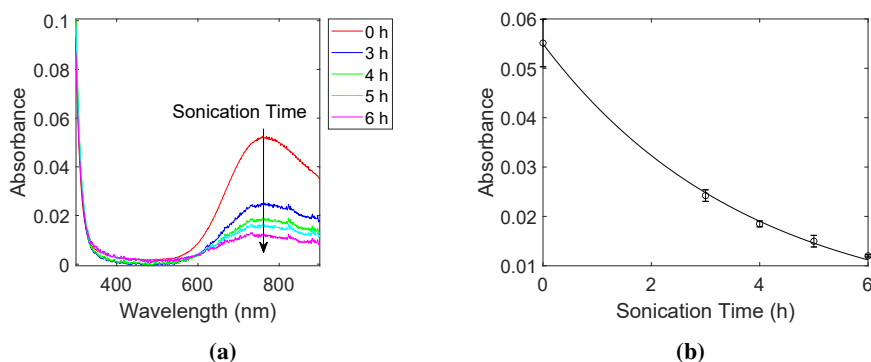 0.1
0.08
0.06
0.04
0.02
0
400 600 800
Absorbance
Wavelength (nm)
Sonication Time
0 h
3 h
4 h
5 h
6 h
(a)
0.06
0.05
0.04
0.03
0.02
0.01
0 2 4 6
Absorbance
Sonication Time (h)
(b)